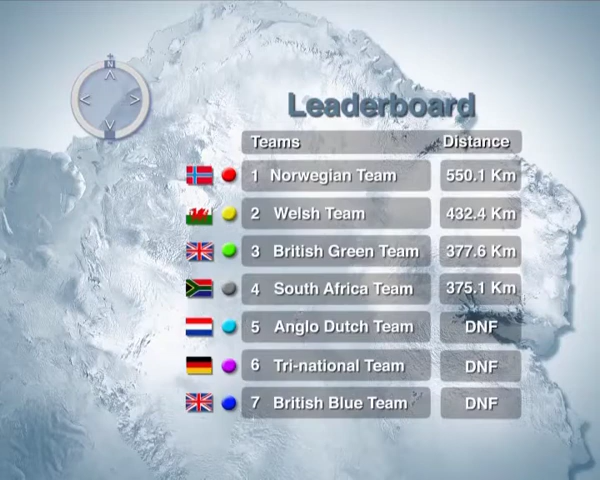 N
Leaderboard
Teams Distance
1 Norwegian Team 550.1 Km
2 Welsh Team 432.4 Km
3 British Green Team 377.6 Km
4 South Africa Team 375.1 Km
5 Anglo Dutch Team DNF
6 Tri-national Team DNF
7 British Blue Team DNF